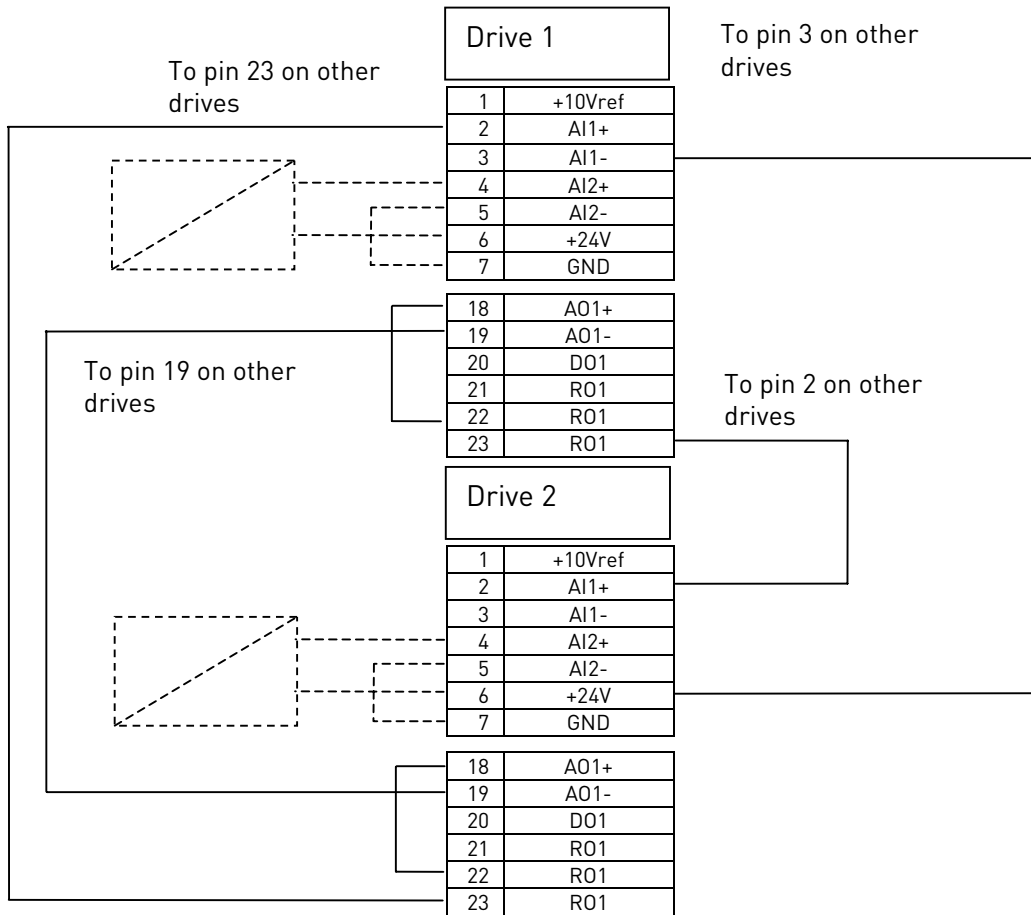 Drive 1
To pin 3 on other
drives
To pin 23 on other
drives
1 +10Vref
2 AI1+
3 AI1-
4 AI2+
5 AI2-
6 +24V
7 GND
18 AO1+
19 AO1-
20 DO1
21 RO1
22 RO1
23 RO1
To pin 19 on other
drives
To pin 2 on other
drives
Drive 2
1 +10Vref
2 AI1+
3 AI1-
4 AI2+
5 AI2-
6 +24V
7 GND
18 AO1+
19 AO1-
20 DO1
21 RO1
22 RO1
23 RO1